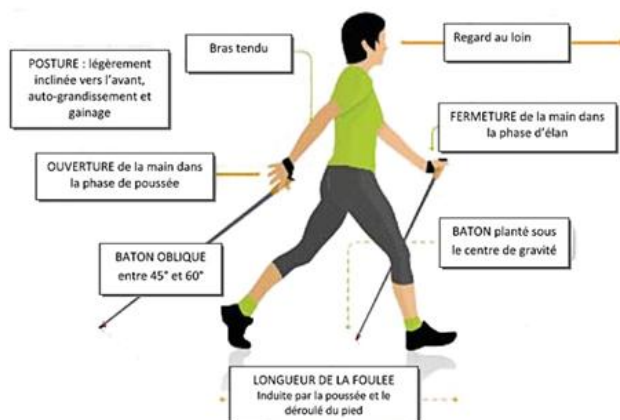 Bras tendu
Regard au loin
POSTURE : légèrement
inclinée vers l'avant,
auto-grandissement et
gainage
FERMETURE de la main dans
la phase d'élan
OUVERTURE de la main dans
la phase de poussée
BATON OBLIQUE
entre 45° et 60°
BATON planté sous
le centre de gravité
LONGUEUR DE LA FOULEE
Induite par la poussée et le
déroulé du pied